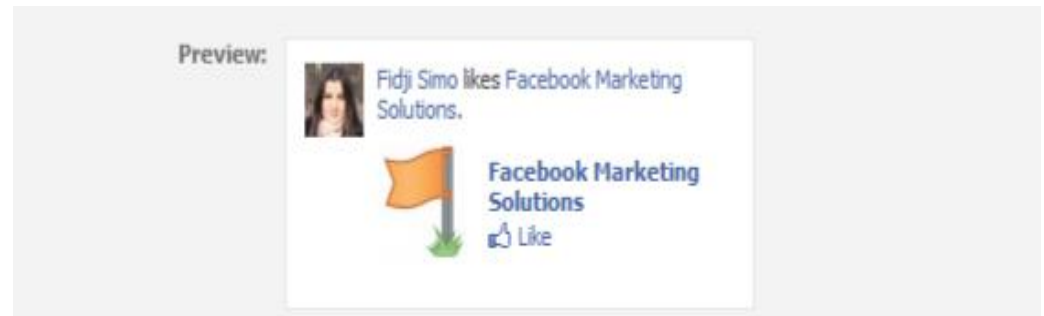 Preview:
Fidji Simo likes Facebook Marketing
Solutions.
Facebook Marketing
Solutions
Like